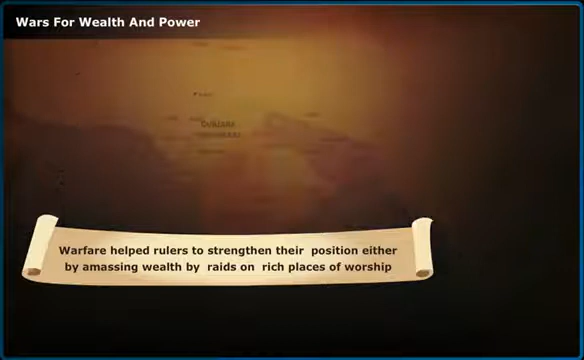 Wars For Wealth And Power
Warfare helped rulers to strengthen their position either
by amassing wealth by raids on rich places of worship